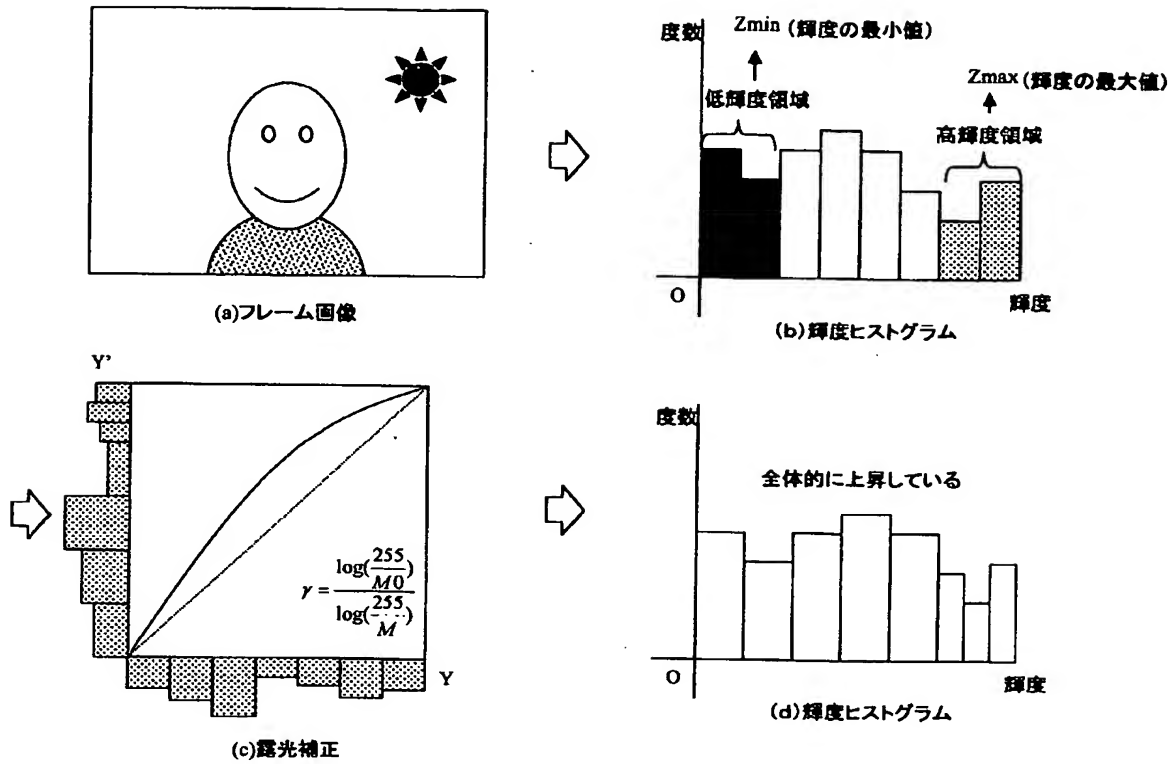 (a)フレーム画像
度数
Zmin (輝度の最小値)
Zmax (輝度の最大値)
低輝度領域
高輝度領域
O
輝度
(b)輝度ヒストグラム
Y'
γ = log(255/M0) / log(255/M)
Y
(c)露光補正
度数
全体的に上昇している
O
輝度
(d)輝度ヒストグラム